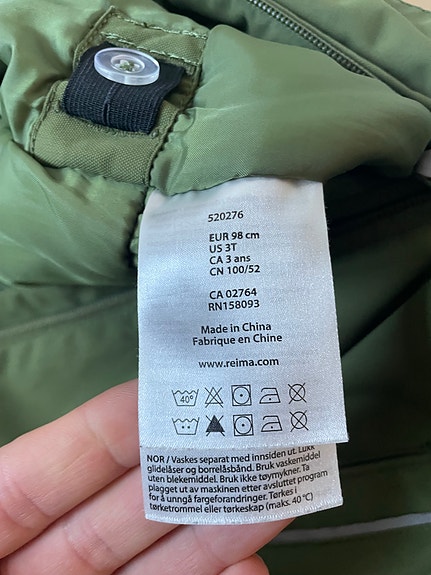 520276
EUR 98 cm
US 3T
CA 3 ans
CN 100/52
CA 02764
RN158093
Made in China
Fabrique en Chine
www.reima.com
40°
NOR / Vaskes separat med innsiden ut. Lukk
glidelåser og borrelåsbånd. Bruk vaskemiddel
uten blekemiddel. Bruk ikke tøymykner. Ta
plagget ut av maskinen etter avsluttet program
for å unngå fargeforandringer. Tørkes i
tørketrommel eller tørkeskap (maks. 40 °C)